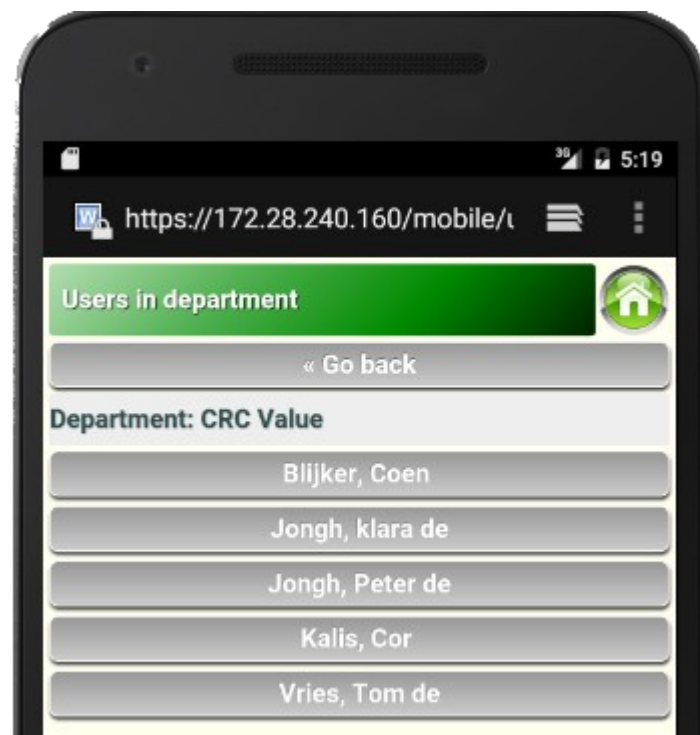 3G 5:19
W https://172.28.240.160/mobile/u
Users in department
« Go back
Department: CRC Value
Blijker, Coen
Jongh, klara de
Jongh, Peter de
Kalis, Cor
Vries, Tom de